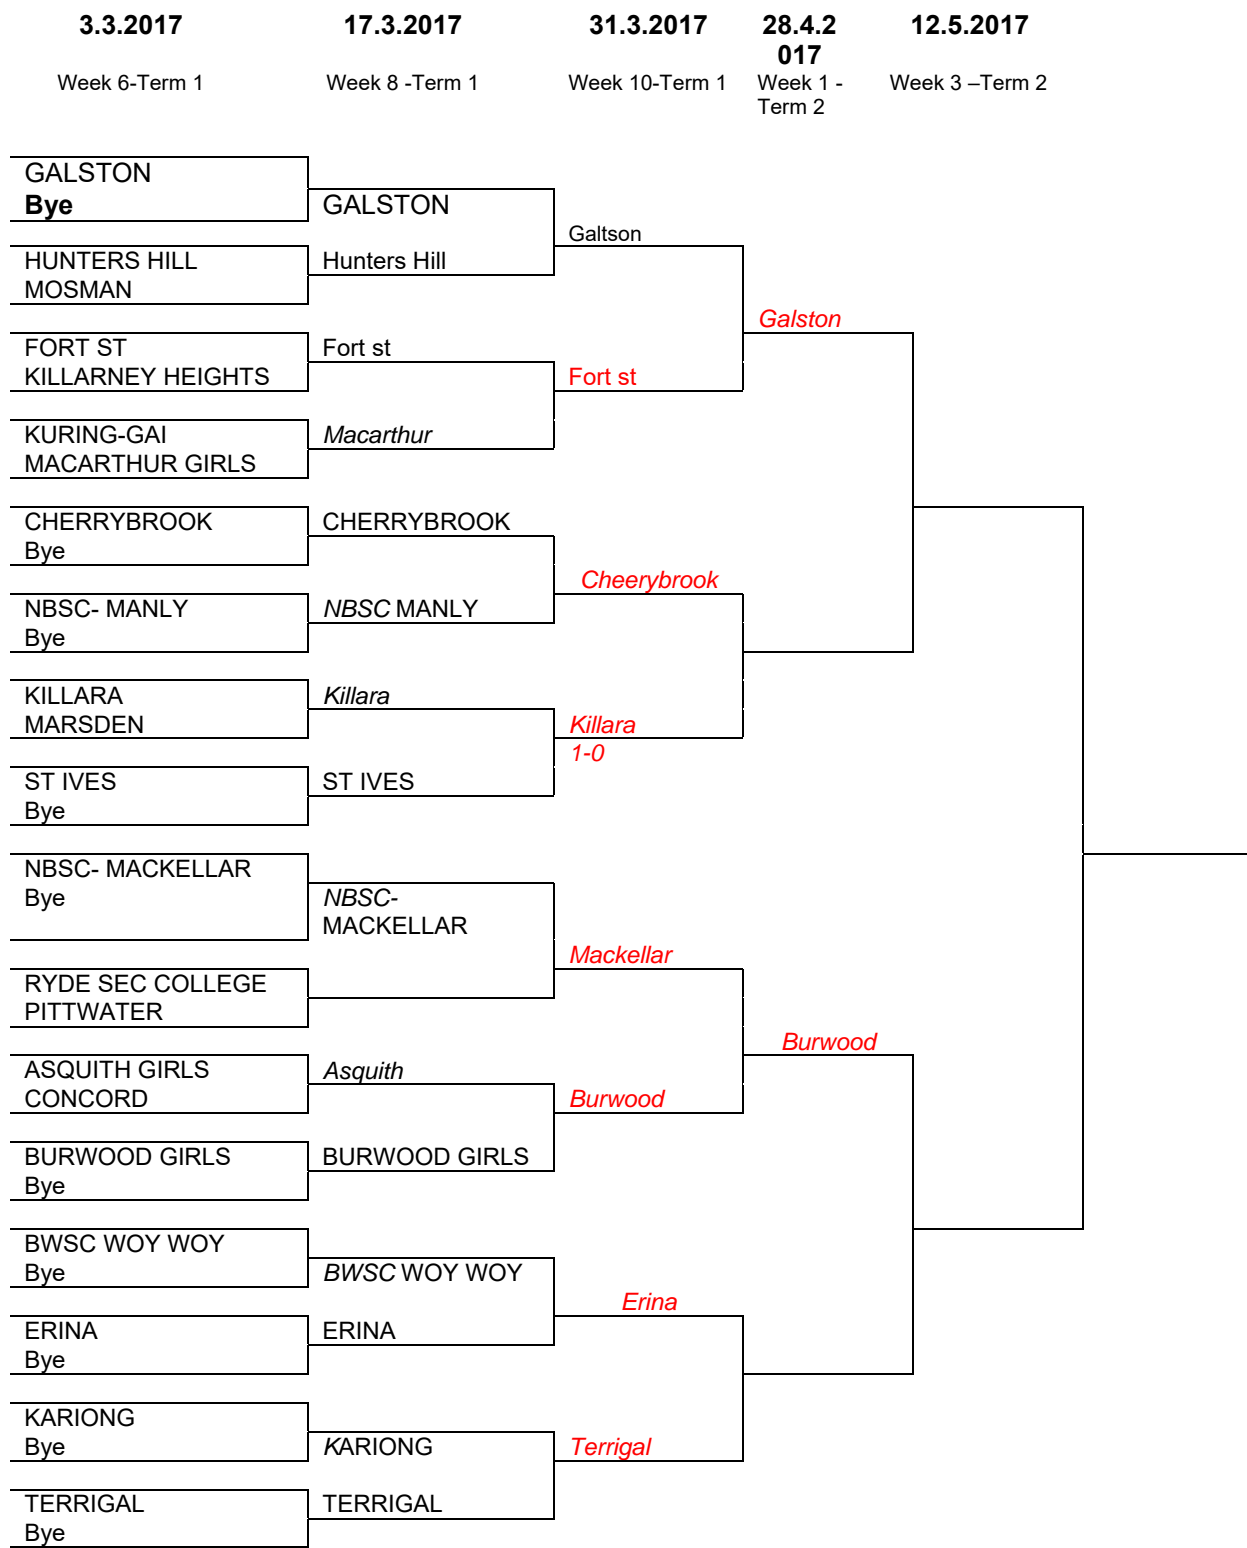 3.3.2017
17.3.2017
31.3.2017
28.4.2
017
12.5.2017
Week 6-Term 1
Week 8 -Term 1
Week 10-Term 1
Week 1 -
Term 2
Week 3 –Term 2
GALSTON
Bye
GALSTON
Galtson
HUNTERS HILL
MOSMAN
Hunters Hill
Galston
FORT ST
KILLARNEY HEIGHTS
Fort st
Fort st
KURING-GAI
MACARTHUR GIRLS
Macarthur
CHERRYBROOK
Bye
CHERRYBROOK
Cheerybrook
NBSC- MANLY
Bye
NBSC MANLY
KILLARA
MARSDEN
Killara
Killara
1-0
ST IVES
Bye
ST IVES
NBSC- MACKELLAR
Bye
NBSC-
MACKELLAR
Mackellar
RYDE SEC COLLEGE
PITTWATER
Burwood
ASQUITH GIRLS
CONCORD
Asquith
Burwood
BURWOOD GIRLS
Bye
BURWOOD GIRLS
BWSC WOY WOY
Bye
BWSC WOY WOY
Erina
ERINA
Bye
ERINA
KARIONG
Bye
KARIONG
Terrigal
TERRIGAL
Bye
TERRIGAL